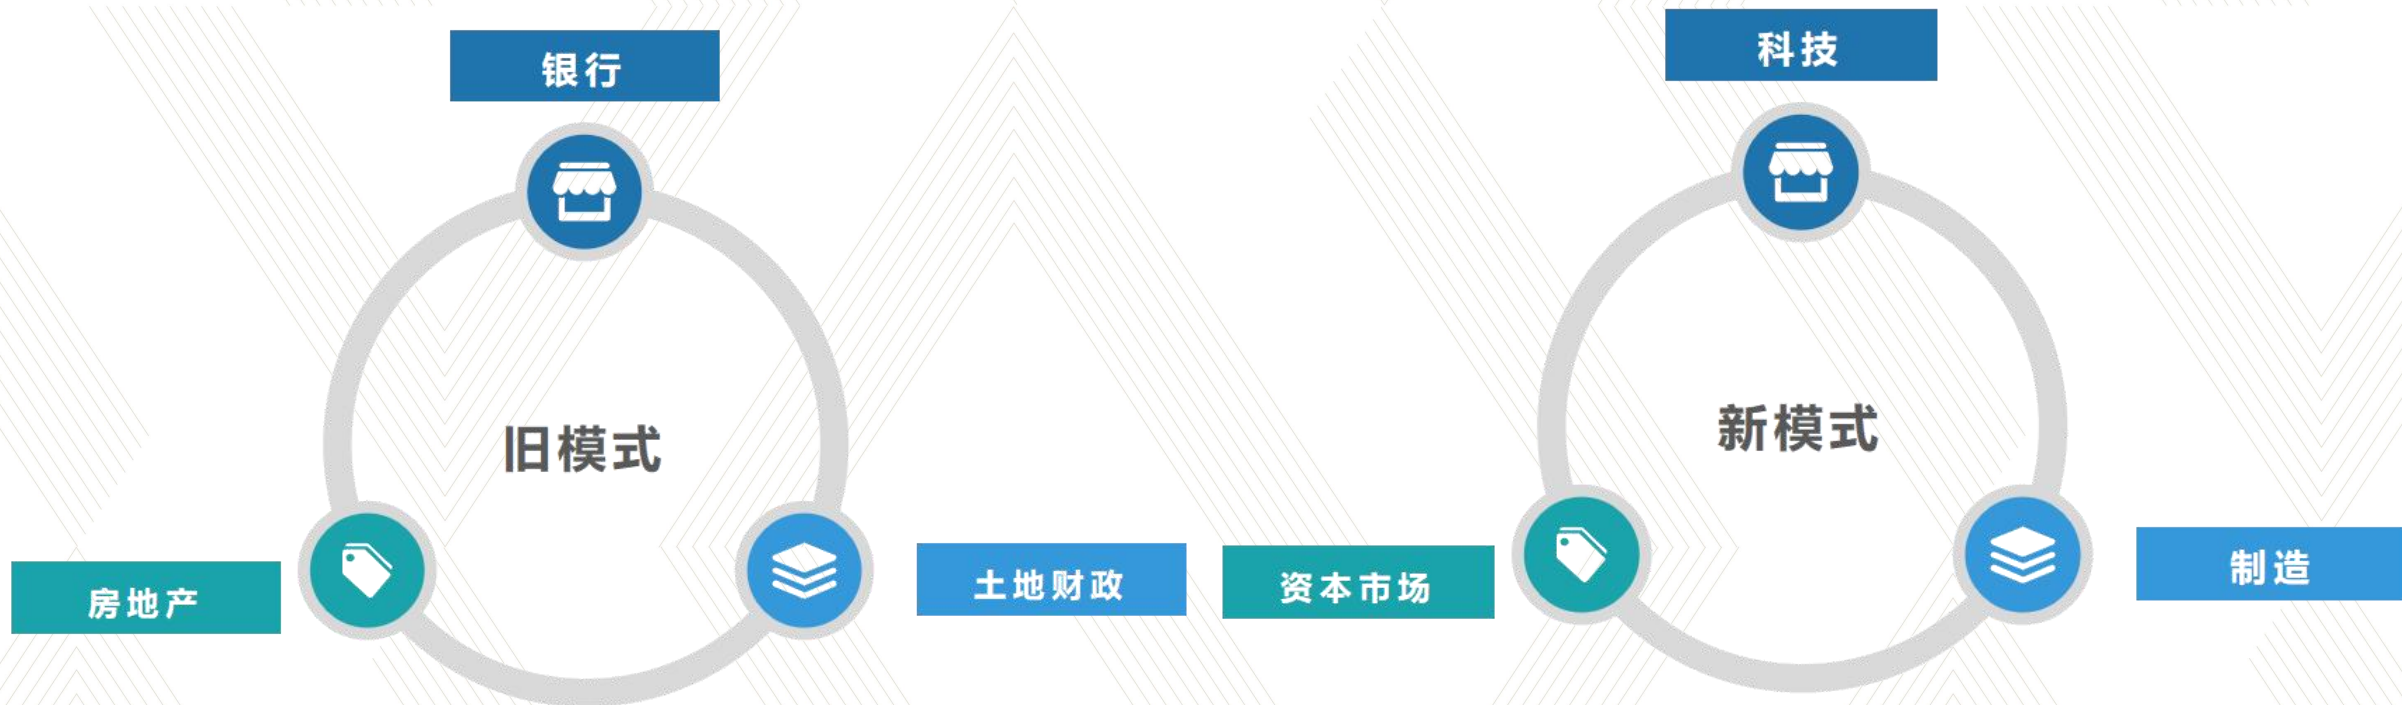 银行
旧模式
房地产
土地财政
科技
新模式
资本市场
制造